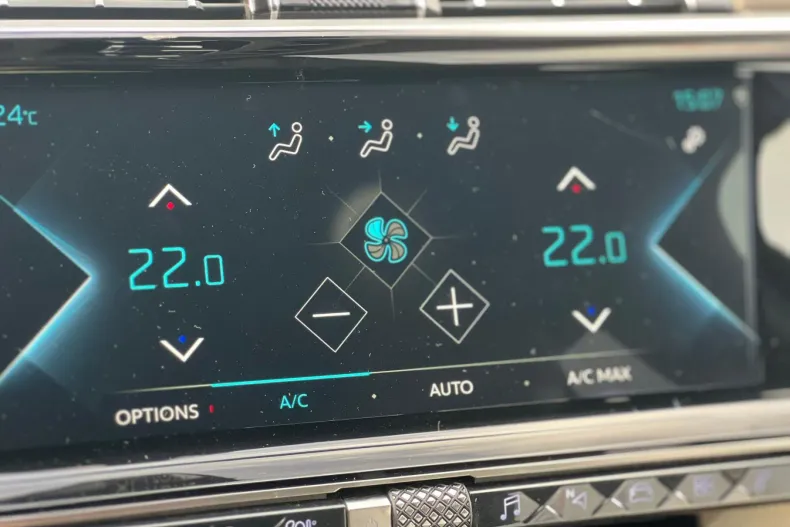 24°C
15:07
22.0
22.0
OPTIONS
A/C
AUTO
A/C MAX